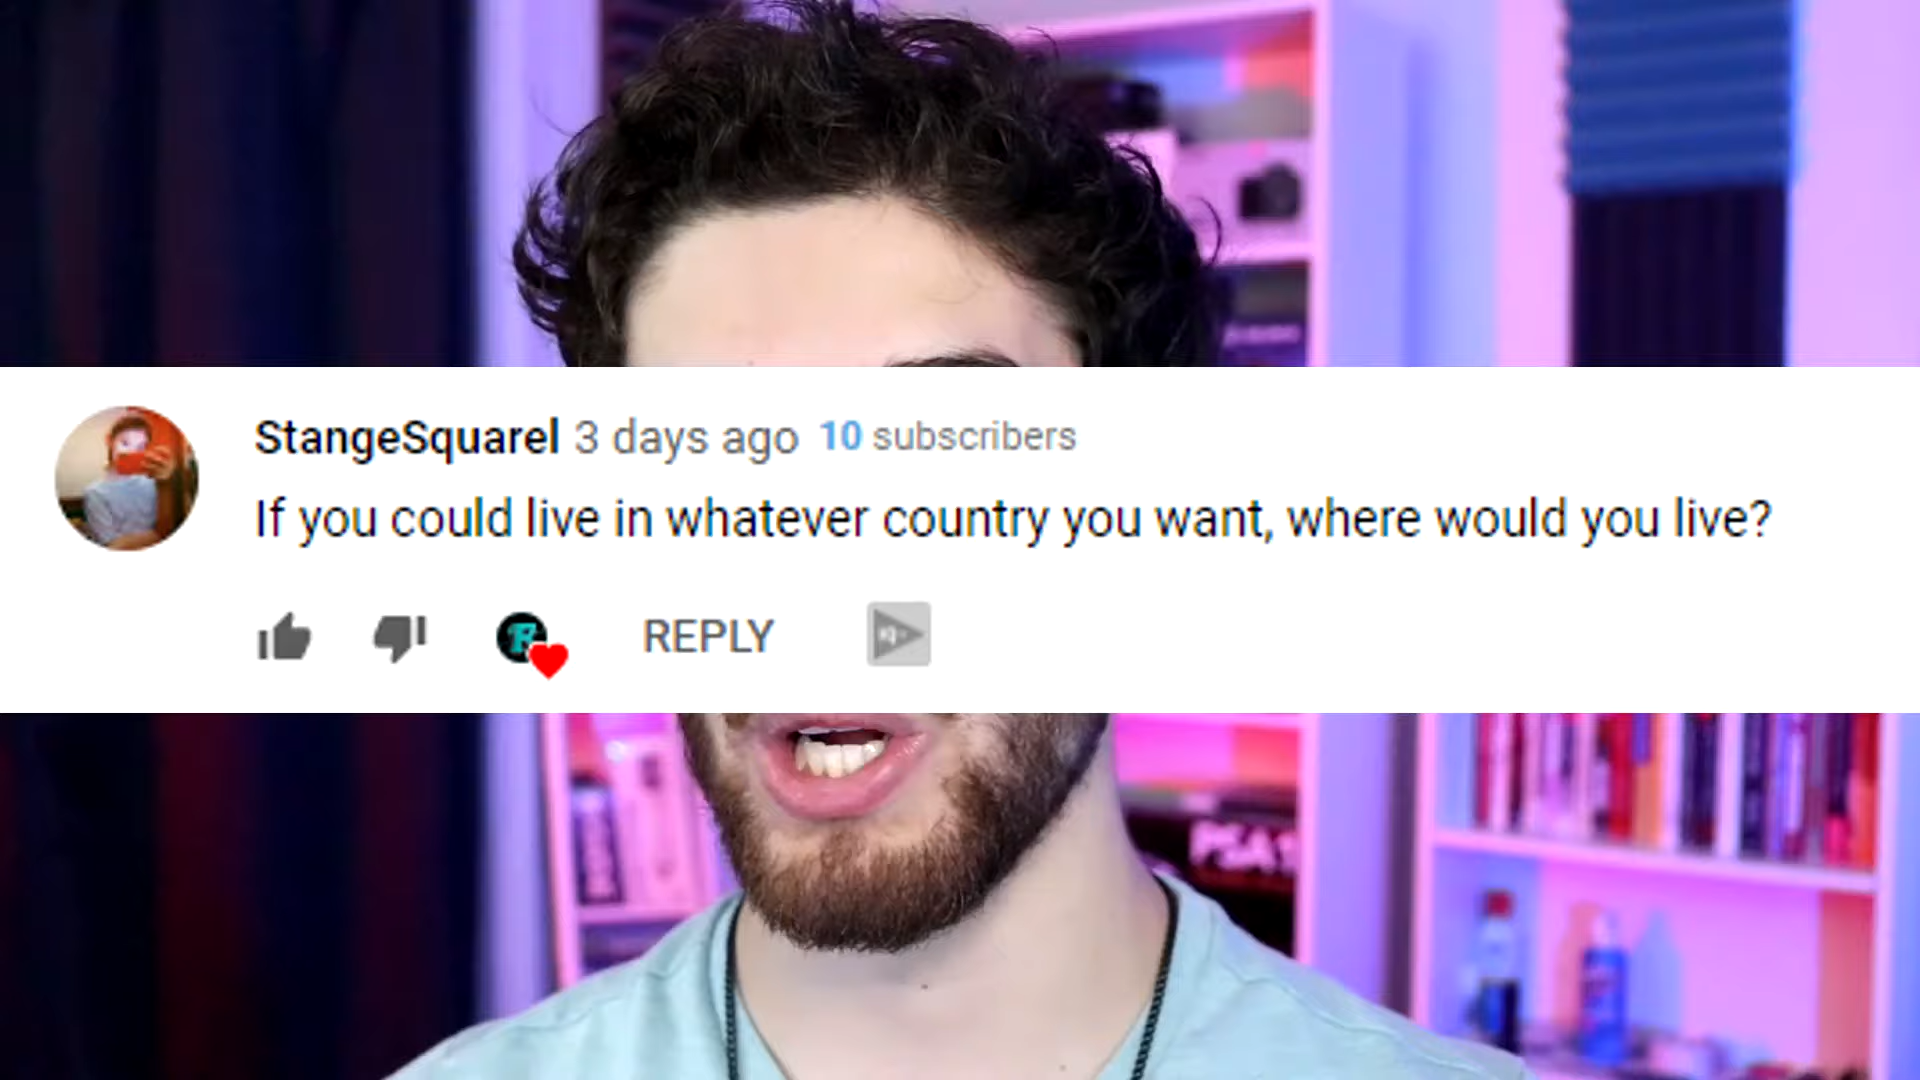 StangeSquarel 3 days ago 10 subscribers
If you could live in whatever country you want, where would you live?
REPLY